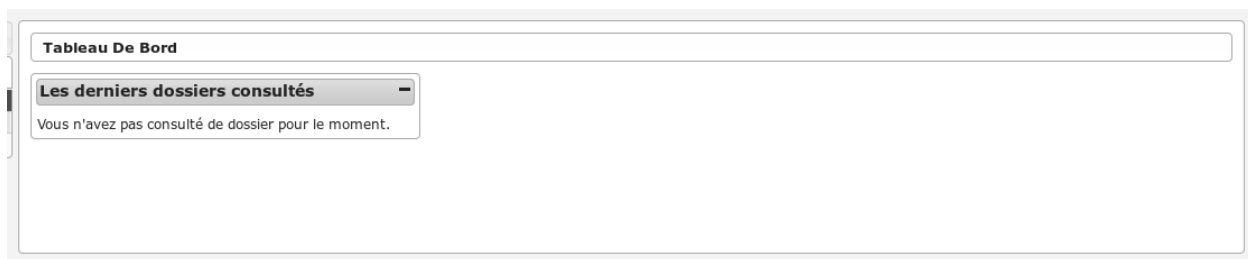 Tableau De Bord
Les derniers dossiers consultés
Vous n'avez pas consulté de dossier pour le moment.